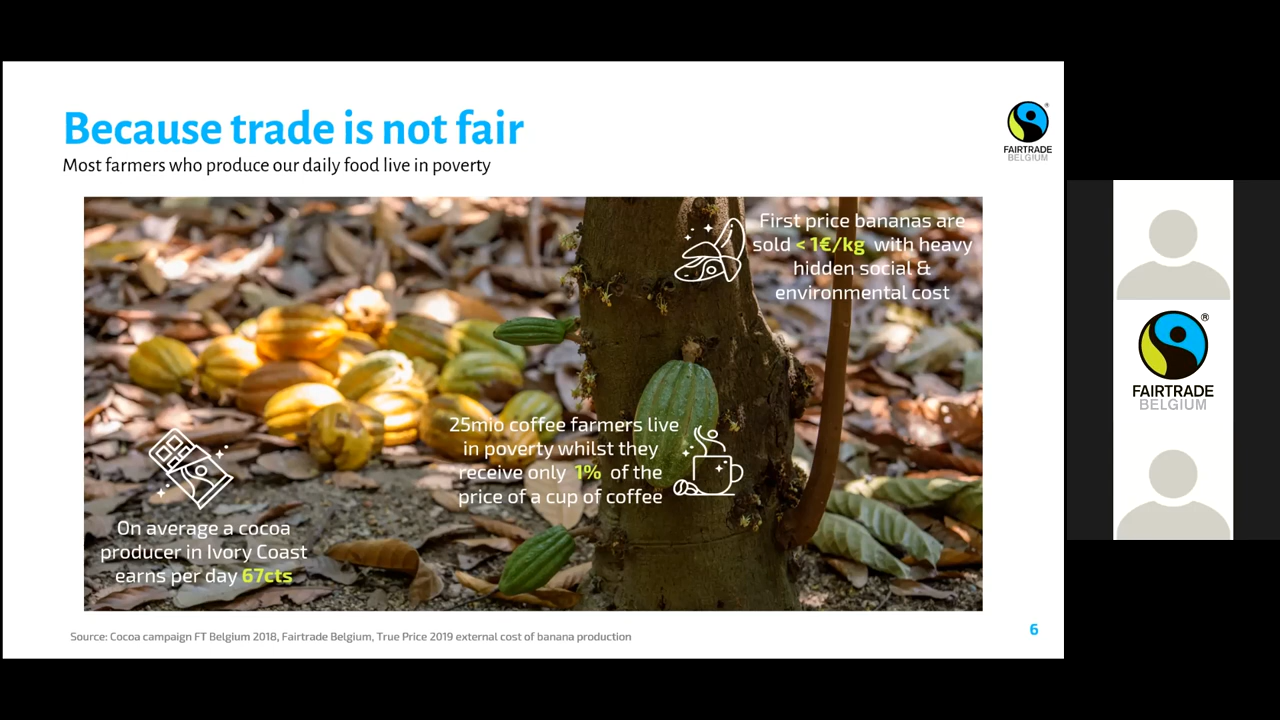 Because trade is not fair
Most farmers who produce our daily food live in poverty
®
FAIRTRADE
BELGIUM
First price bananas are
sold < 1€/kg with heavy
hidden social &
environmental cost
25mio coffee farmers live
in poverty whilst they
receive only 1% of the
price of a cup of coffee
On average a cocoa
producer in Ivory Coast
earns per day 67cts
Source: Cocoa campaign FT Belgium 2018, Fairtrade Belgium, True Price 2019 external cost of banana production
6
®
FAIRTRADE
BELGIUM